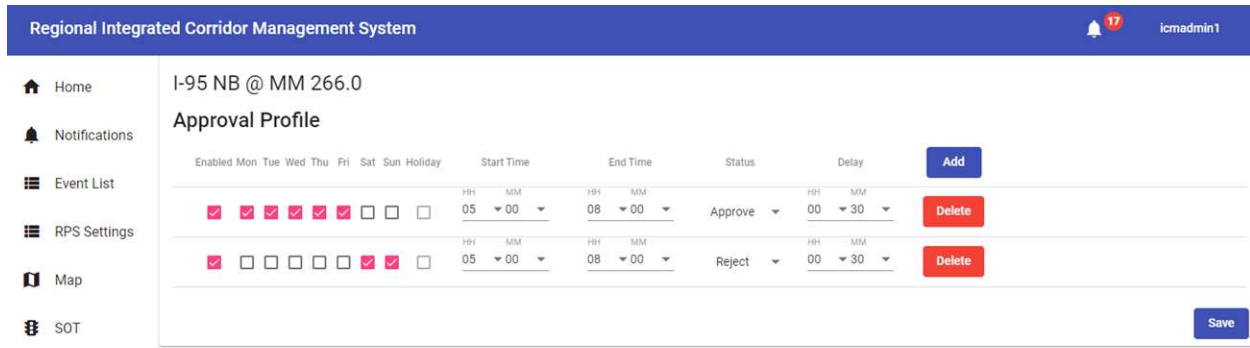 Regional Integrated Corridor Management System 17 icmadmin1
Home
Notifications
Event List
RPS Settings
Map
SOT
I-95 NB @ MM 266.0
Approval Profile
Enabled Mon Tue Wed Thu Fri Sat Sun Holiday Start Time End Time Status Delay Add
HH MM HH MM HH MM
05 00 08 00 Approve 00 30 Delete
HH MM HH MM HH MM
05 00 08 00 Reject 00 30 Delete
Save